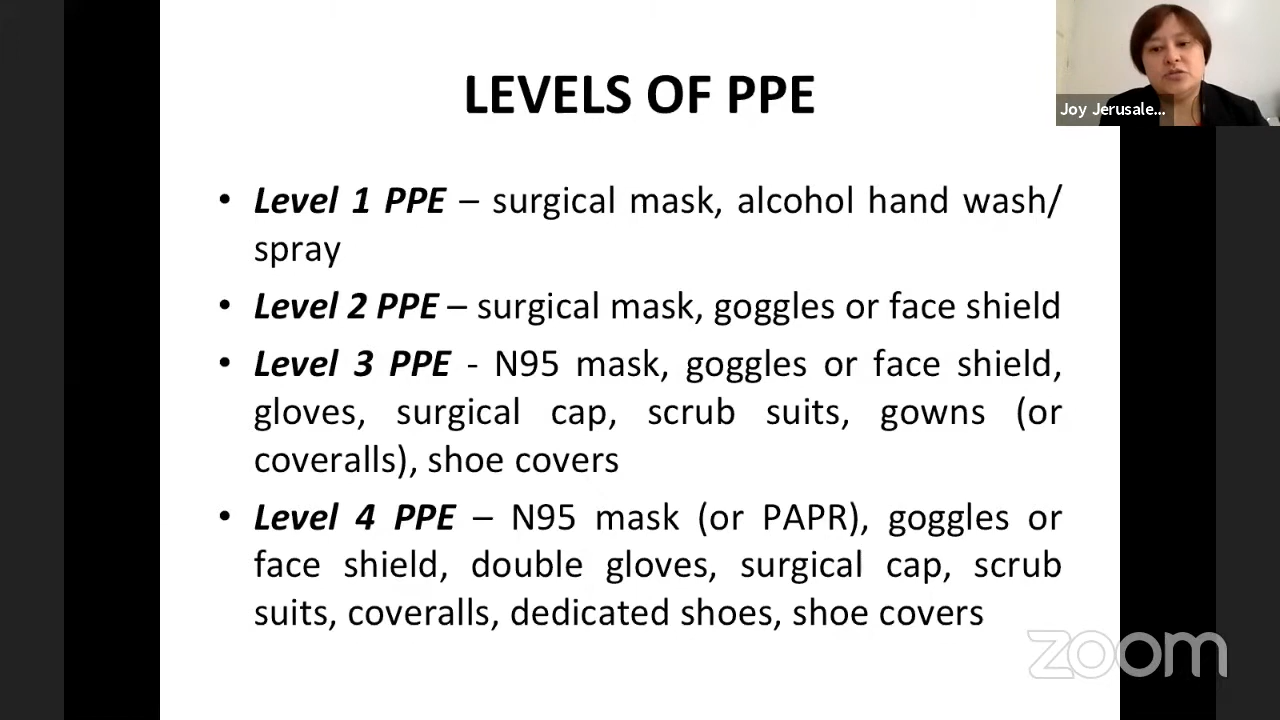 LEVELS OF PPE
Joy Jerusale...
• Level 1 PPE – surgical mask, alcohol hand wash/
spray
• Level 2 PPE – surgical mask, goggles or face shield
• Level 3 PPE - N95 mask, goggles or face shield,
gloves, surgical cap, scrub suits, gowns (or
coveralls), shoe covers
• Level 4 PPE – N95 mask (or PAPR), goggles or
face shield, double gloves, surgical cap, scrub
suits, coveralls, dedicated shoes, shoe covers
zoom